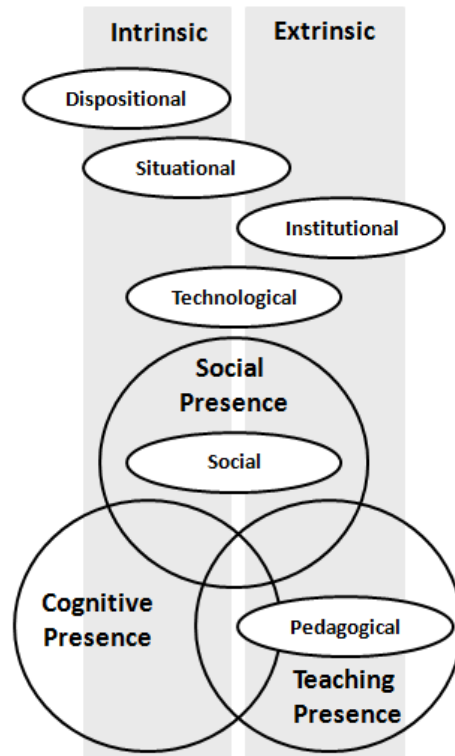 Intrinsic
Extrinsic
Dispositional
Situational
Institutional
Technological
Social
Presence
Social
Cognitive
Presence
Pedagogical
Teaching
Presence